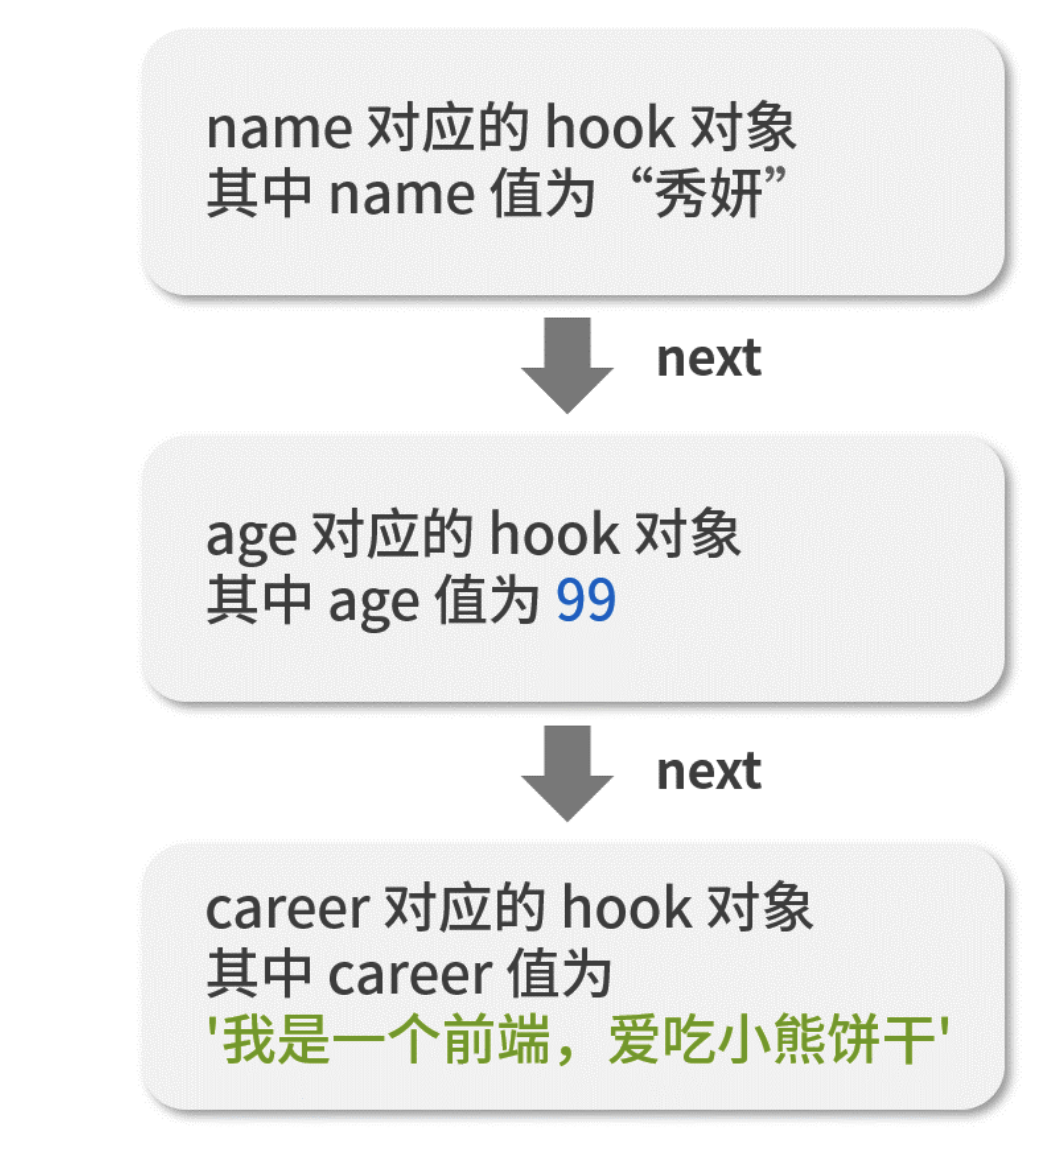 name 对应的 hook 对象
其中 name 值为“秀妍”
next
age 对应的 hook 对象
其中 age 值为 99
next
career 对应的 hook 对象
其中 career 值为
'我是一个前端，爱吃小熊饼干'